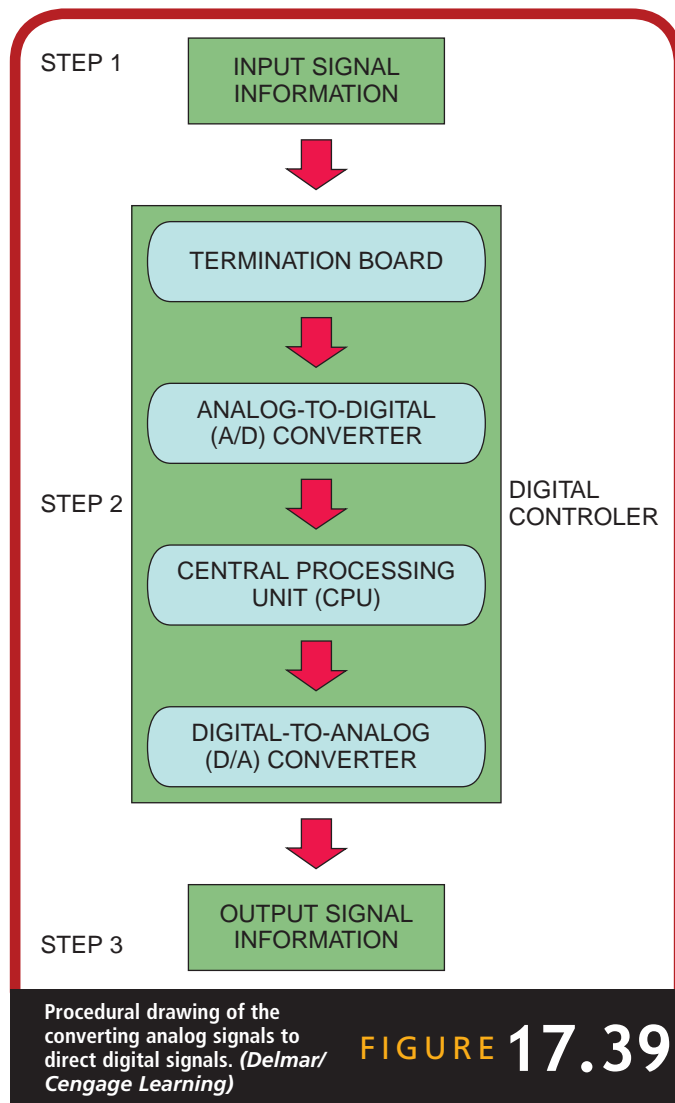 STEP 1
INPUT SIGNAL
INFORMATION
TERMINATION BOARD
ANALOG-TO-DIGITAL
(A/D) CONVERTER
STEP 2
DIGITAL
CONTROLER
CENTRAL PROCESSING
UNIT (CPU)
DIGITAL-TO-ANALOG
(D/A) CONVERTER
OUTPUT SIGNAL
INFORMATION
STEP 3
Procedural drawing of the
converting analog signals to
direct digital signals. (Delmar/
Cengage Learning)
FIGURE 17.39